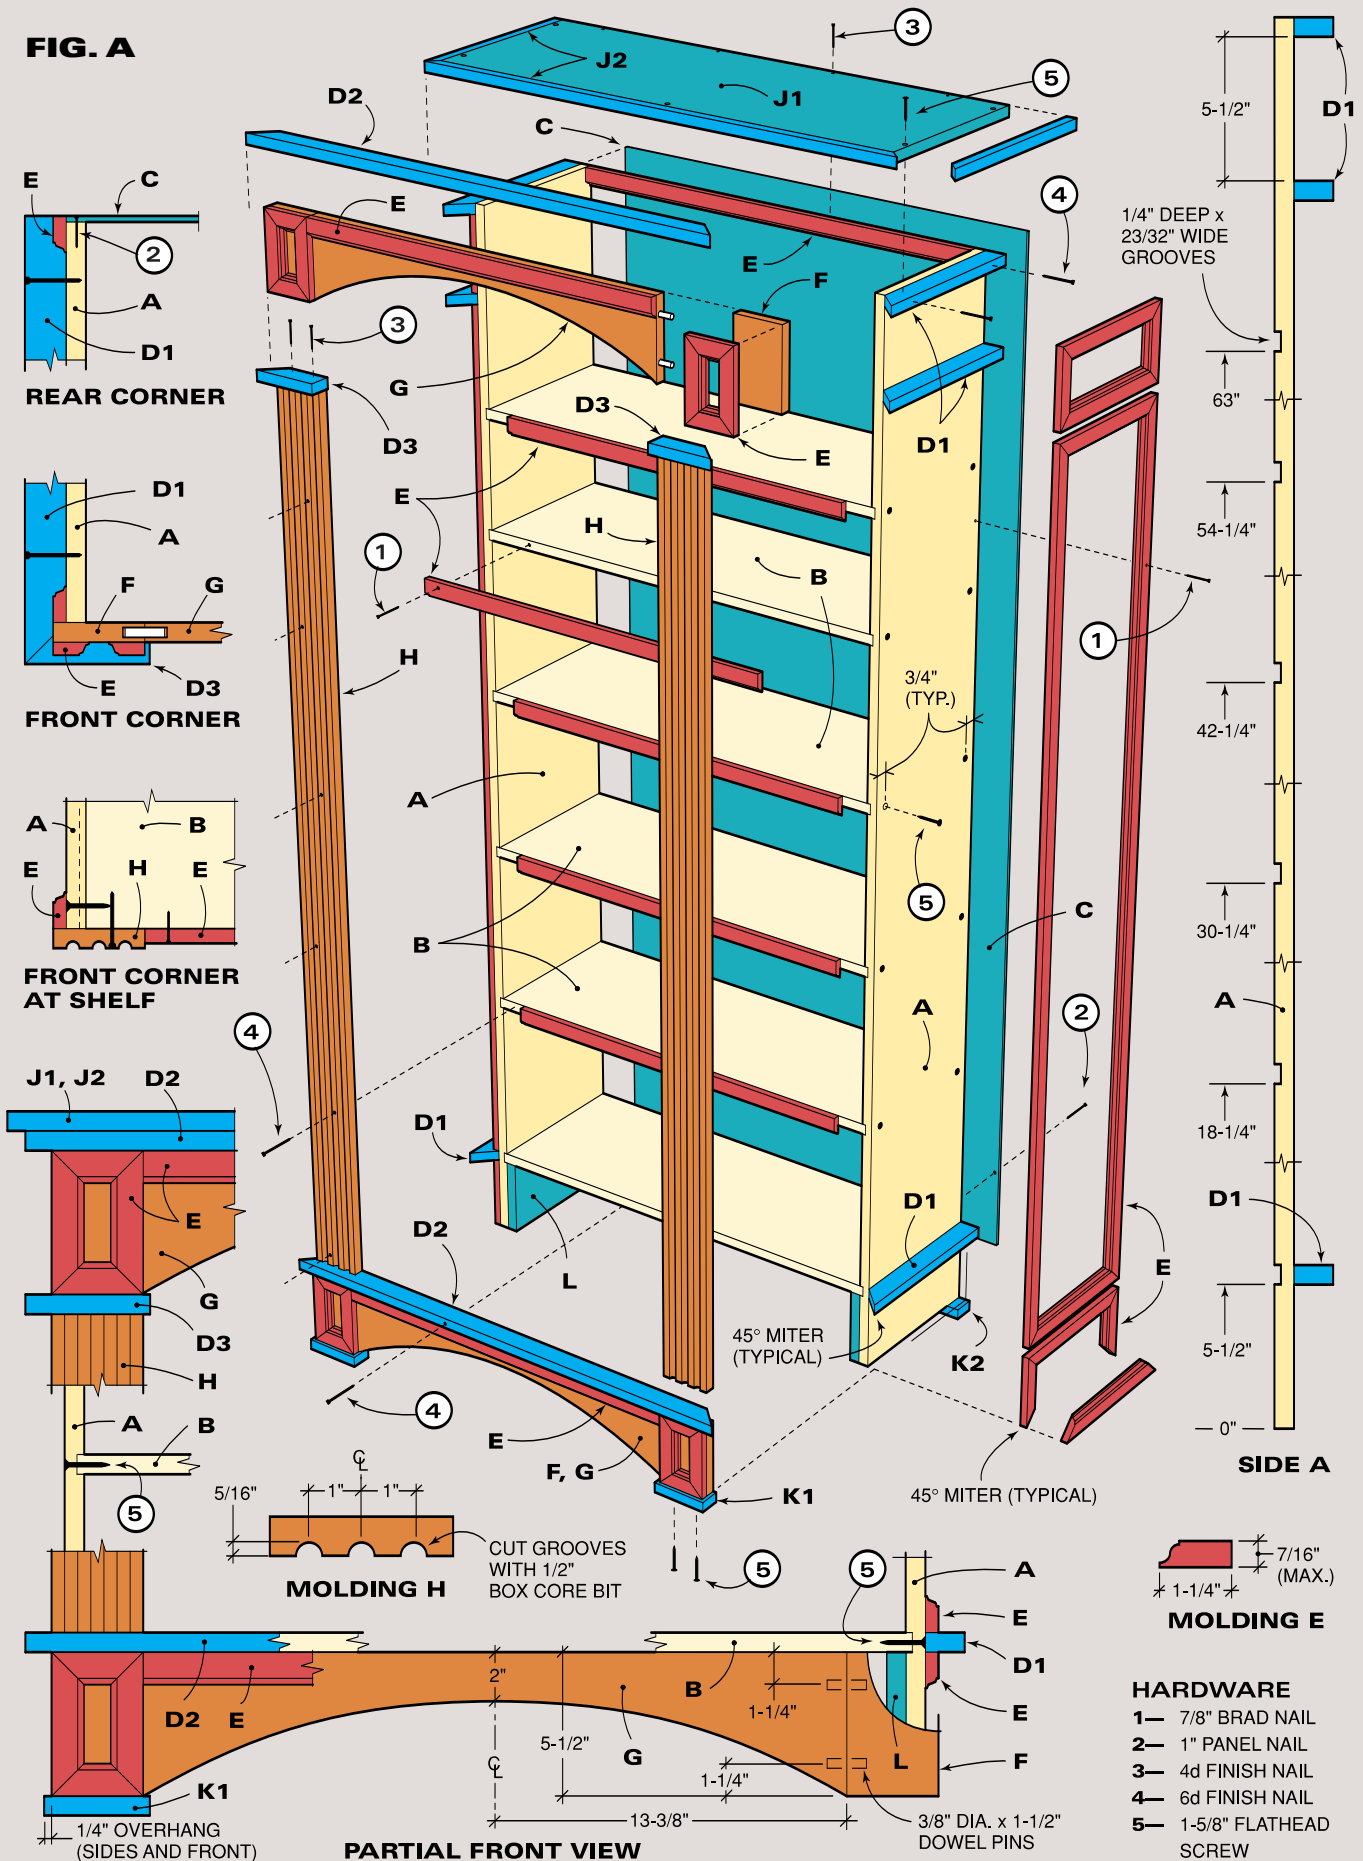 FIG. A
3
J2
J1
5
D2
C
D1
5-1/2"
E
C
2
A
D1
REAR CORNER
E
E
4
F
1/4" DEEP x
23/32" WIDE
GROOVES
3
G
D3
D3
E
D1
63"
E
D1
A
F
G
E
D3
FRONT CORNER
H
1
B
54-1/4"
1
H
3/4"
(TYP.)
42-1/4"
A
A
B
E
H
E
FRONT CORNER
AT SHELF
B
5
C
30-1/4"
4
A
2
A
J1, J2
D2
D1
18-1/4"
E
G
D3
H
D2
L
D1
D1
E
45° MITER
(TYPICAL)
K2
5-1/2"
0"
A
B
5
4
E
F, G
K1
45° MITER (TYPICAL)
SIDE A
5/16"
1"
℄
1"
CUT GROOVES
WITH 1/2"
BOX CORE BIT
MOLDING H
5
5
A
E
D1
E
7/16"
(MAX.)
1-1/4"
MOLDING E
D2
E
2"
5-1/2"
℄
G
B
1-1/4"
1-1/4"
L
F
K1
1/4" OVERHANG
(SIDES AND FRONT)
13-3/8"
3/8" DIA. x 1-1/2"
DOWEL PINS
PARTIAL FRONT VIEW
HARDWARE
1— 7/8" BRAD NAIL
2— 1" PANEL NAIL
3— 4d FINISH NAIL
4— 6d FINISH NAIL
5— 1-5/8" FLATHEAD
SCREW